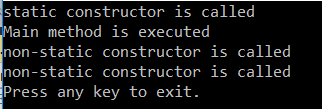 static constructor is called
Main method is executed
non-static constructor is called
non-static constructor is called
Press any key to exit.